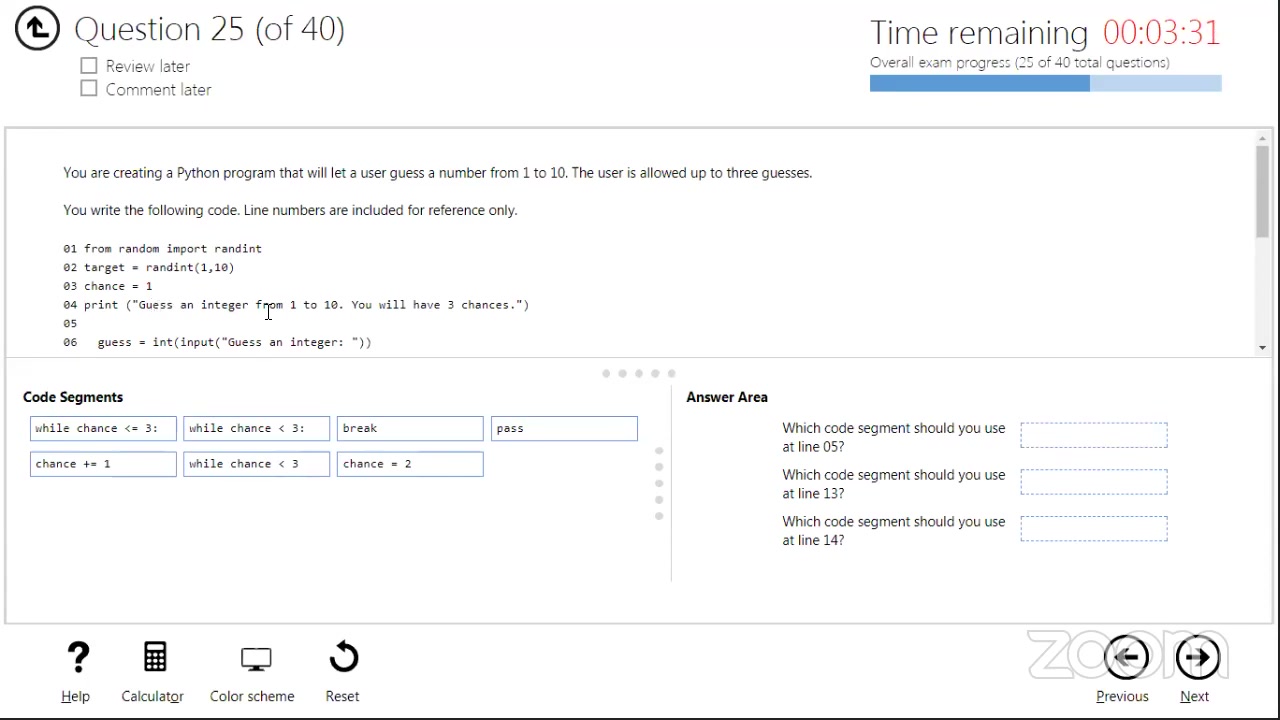 Question 25 (of 40)
Review later
Comment later
Time remaining 00:03:31
Overall exam progress (25 of 40 total questions)
You are creating a Python program that will let a user guess a number from 1 to 10. The user is allowed up to three guesses.
You write the following code. Line numbers are included for reference only.
01 from random import randint
02 target = randint(1,10)
03 chance = 1
04 print ("Guess an integer from 1 to 10. You will have 3 chances.")
05
06   guess = int(input("Guess an integer: "))
Code Segments
while chance <= 3:
while chance < 3:
break
pass
chance += 1
while chance < 3
chance = 2
Answer Area
Which code segment should you use
at line 05?
Which code segment should you use
at line 13?
Which code segment should you use
at line 14?
Help
Calculator
Color scheme
Reset
zoom
Previous
Next